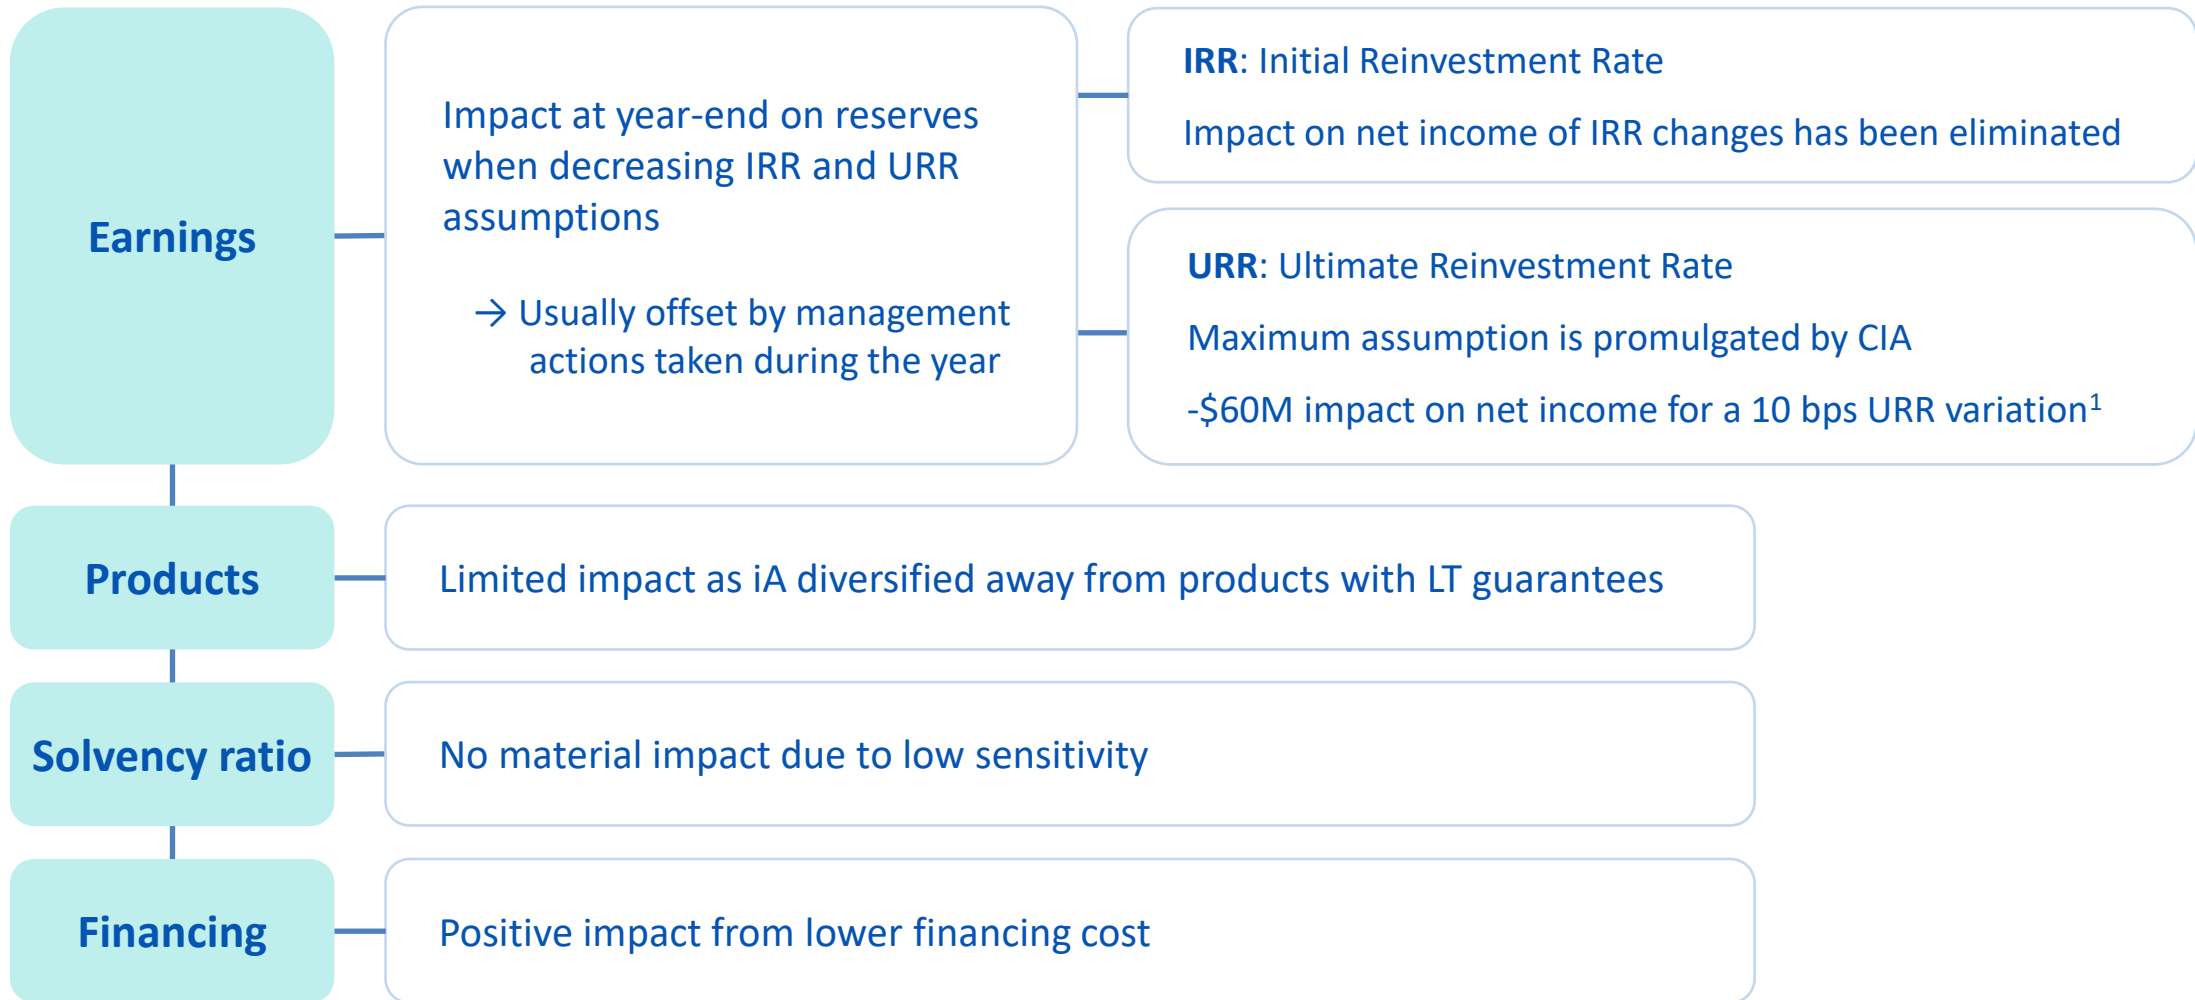 Earnings
Impact at year-end on reserves
when decreasing IRR and URR
assumptions
→ Usually offset by management
actions taken during the year
IRR: Initial Reinvestment Rate
Impact on net income of IRR changes has been eliminated
URR: Ultimate Reinvestment Rate
Maximum assumption is promulgated by CIA
-$60M impact on net income for a 10 bps URR variation¹
Products
Limited impact as iA diversified away from products with LT guarantees
Solvency ratio
No material impact due to low sensitivity
Financing
Positive impact from lower financing cost